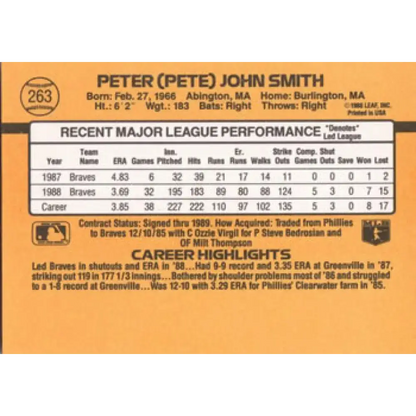 263
PETER (PETE) JOHN SMITH
Born: Feb. 27, 1966 Abington, MA Home: Burlington, MA
Ht.: 6' 2" Wgt.: 183 Bats: Right Throws: Right
©1988 LEAF, INC.
Printed in USA
RECENT MAJOR LEAGUE PERFORMANCE "Denotes" Led League
Year Team Name ERA Games Inn. Pitched Hits Runs Er. Runs Walks Strike Outs Comp. Games Shut Outs Save Won Lost
1987 Braves 4.83 6 32 39 21 17 14 11 0 0 0 1 2
1988 Braves 3.69 32 195 183 89 80 88 124 5 3 0 7 15
Career 3.85 38 227 222 110 97 102 135 5 3 0 8 17
Contract Status: Signed thru 1989. How Acquired: Traded from Phillies
to Braves 12/10/85 with C Ozzie Virgil for P Steve Bedrosian and
OF Milt Thompson
CAREER HIGHLIGHTS
Led Braves in shutouts and ERA in '88...Had 9-9 record and 3.35 ERA at Greenville in '87,
striking out 119 in 177 1/3 innings...Bothered by shoulder problems most of '86 and struggled
to a 1-8 record at Greenville...Was 12-10 with 3.29 ERA for Phillies' Clearwater farm in '85.